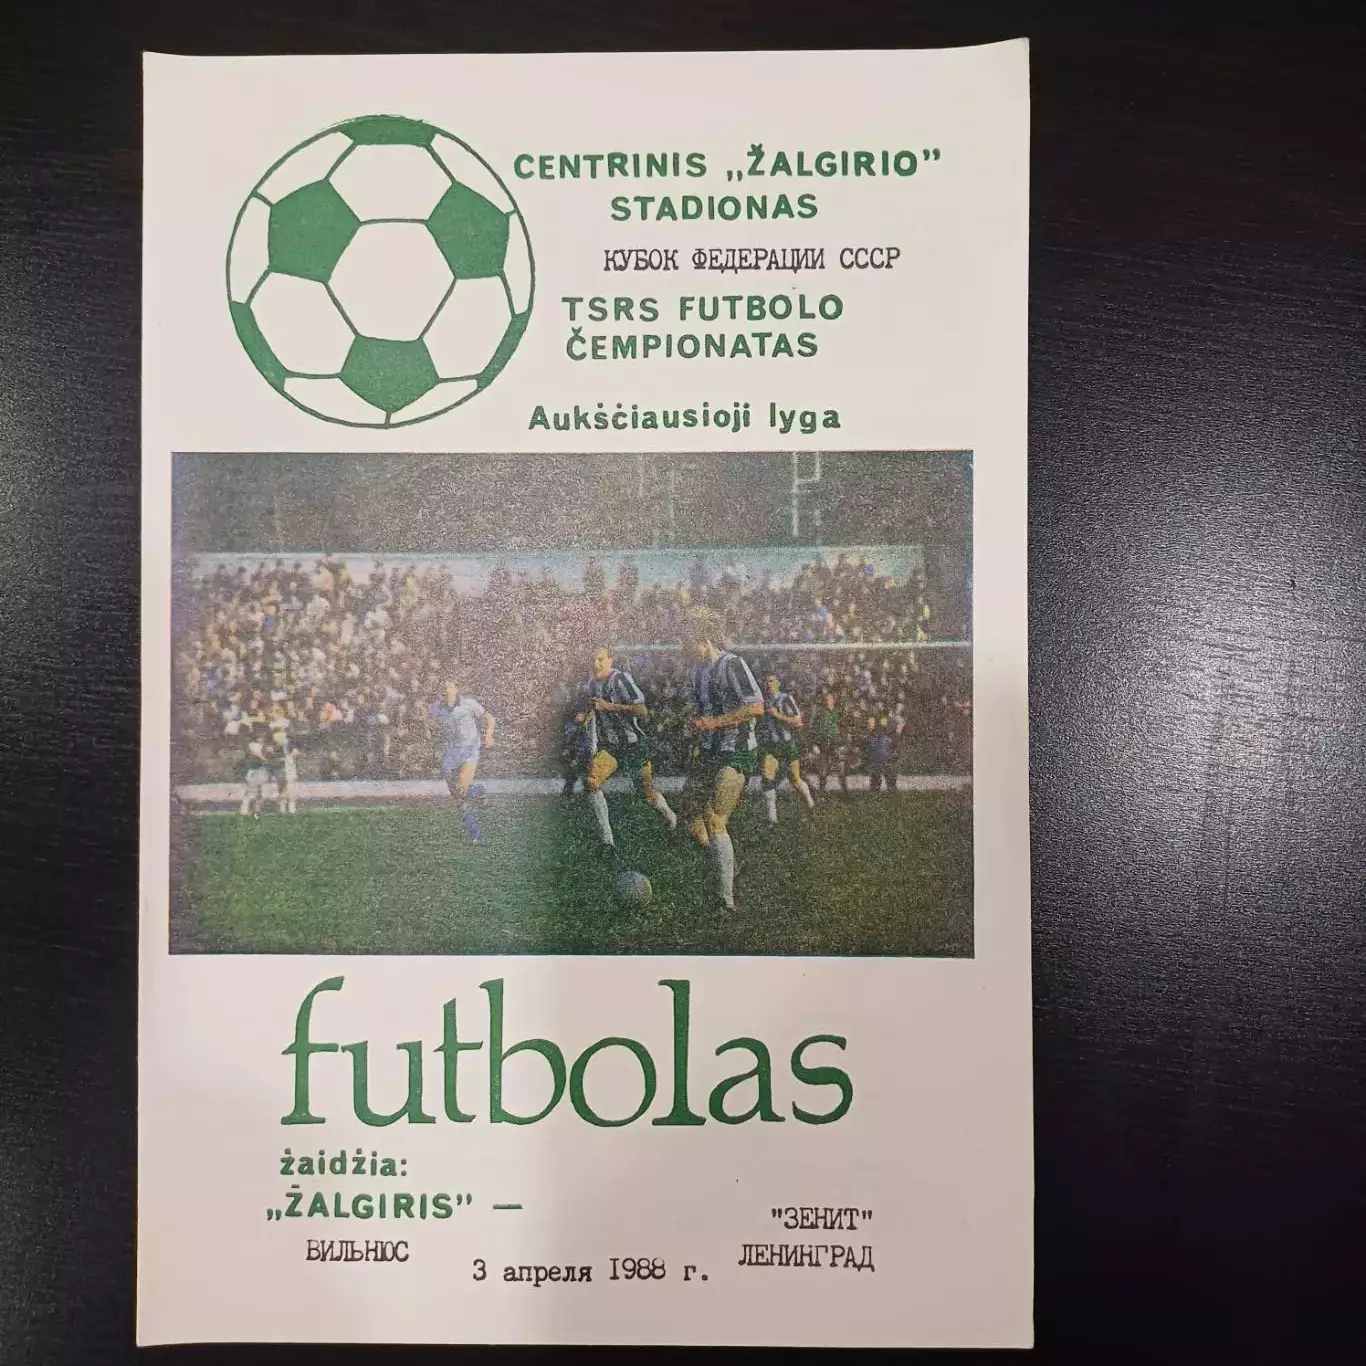 CENTRINIS „ŽALGIRIO”
STADIONAS
КУБОК ФЕДЕРАЦИИ СССР
TSRS FUTBOLO
ČEMPIONATAS
Aukščiausioji lyga
futbolas
žaidžia:
„ŽALGIRIS” —
"ЗЕНИТ"
ВИЛЬНЮС
ЛЕНИНГРАД
3 апреля 1988 г.